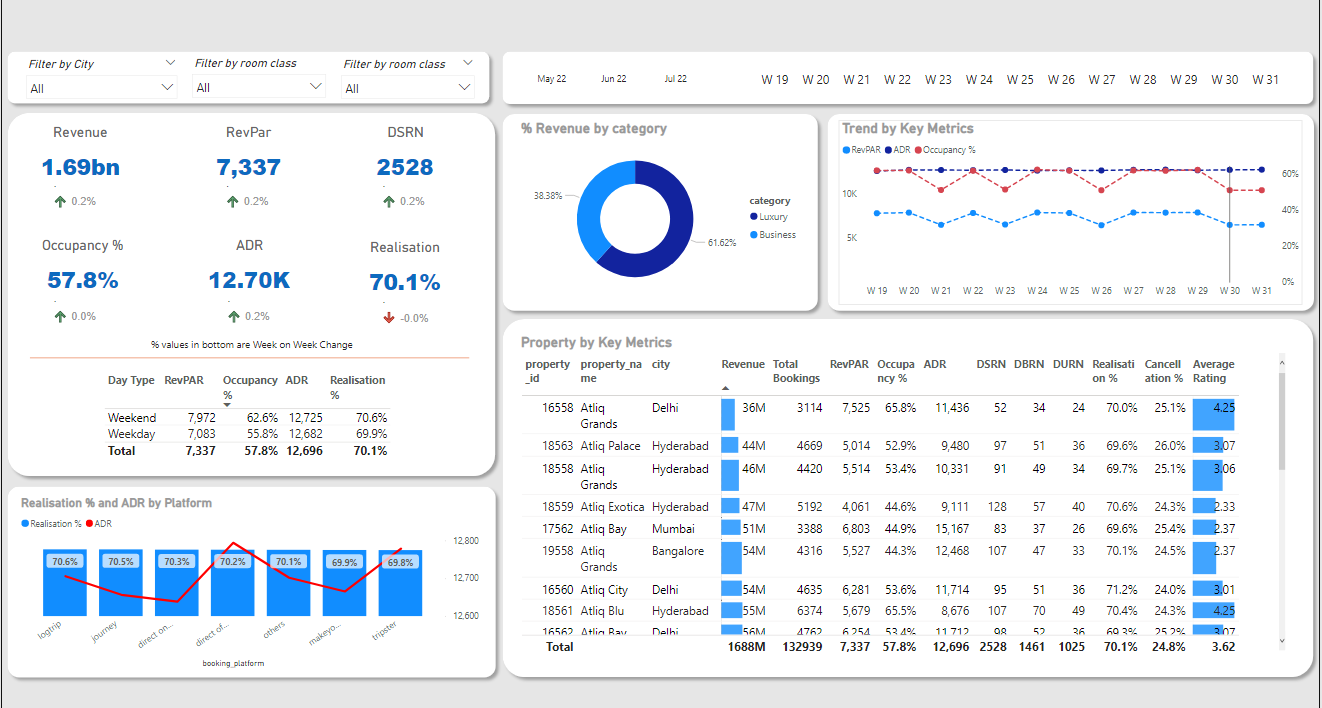 Filter by City
All
Filter by room class
All
Filter by room class
All
May 22 Jun 22 Jul 22 W 19 W 20 W 21 W 22 W 23 W 24 W 25 W 26 W 27 W 28 W 29 W 30 W 31
Revenue RevPar DSRN
1.69bn 7,337 2528
0.2% 0.2% 0.2%
Occupancy % ADR Realisation
57.8% 12.70K 70.1%
0.0% 0.2% -0.0%
% values in bottom are Week on Week Change
Day Type RevPAR Occupancy % ADR Realisation %
Weekend 7,972 62.6% 12,725 70.6%
Weekday 7,083 55.8% 12,682 69.9%
Total 7,337 57.8% 12,696 70.1%
Realisation % and ADR by Platform
Realisation % ADR
12,800
12,700
12,600
70.6% 70.5% 70.3% 70.2% 70.1% 69.9% 69.8%
logtrip journey direct on... direct of... others makeyo... tripster
booking_platform
% Revenue by category
38.38%
61.62%
category
Luxury
Business
Trend by Key Metrics
RevPAR ADR Occupancy %
10K
5K
60%
40%
20%
0%
W 19 W 20 W 21 W 22 W 23 W 24 W 25 W 26 W 27 W 28 W 29 W 30 W 31
Property by Key Metrics
property_id property_name city Revenue Total Bookings RevPAR Occupancy % ADR DSRN DBRN DURN Realisation % Cancellation % Average Rating
16558 Atliq Grands Delhi 36M 3114 7,525 65.8% 11,436 52 34 24 70.0% 25.1% 4.25
18563 Atliq Palace Hyderabad 44M 4669 5,014 52.9% 9,480 97 51 36 69.6% 26.0% 3.07
18558 Atliq Grands Hyderabad 46M 4420 5,514 53.4% 10,331 91 49 34 69.7% 25.1% 3.06
18559 Atliq Exotica Hyderabad 47M 5192 4,061 44.6% 9,111 128 57 40 70.6% 24.3% 2.33
17562 Atliq Bay Mumbai 51M 3388 6,803 44.9% 15,167 83 37 26 69.6% 25.4% 2.37
19558 Atliq Grands Bangalore 54M 4316 5,527 44.3% 12,468 107 47 33 70.1% 24.5% 2.37
16560 Atliq City Delhi 54M 4635 6,281 53.6% 11,714 95 51 36 71.2% 24.0% 3.01
18561 Atliq Blu Hyderabad 55M 6374 5,679 65.5% 8,676 107 70 49 70.4% 24.3% 4.25
16562 Atliq Bay Delhi 56M 4762 6,254 53.4% 11,712 98 52 36 69.3% 25.2% 3.07
Total 1688M 132939 7,337 57.8% 12,696 2528 1461 1025 70.1% 24.8% 3.62